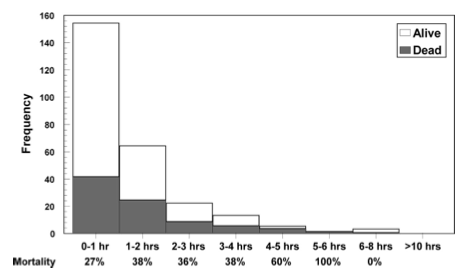 160
140
120
100
80
60
40
20
0
Frequency
Alive
Dead
0-1 hr 1-2 hrs 2-3 hrs 3-4 hrs 4-5 hrs 5-6 hrs 6-8 hrs >10 hrs
Mortality 27% 38% 36% 38% 60% 100% 0%